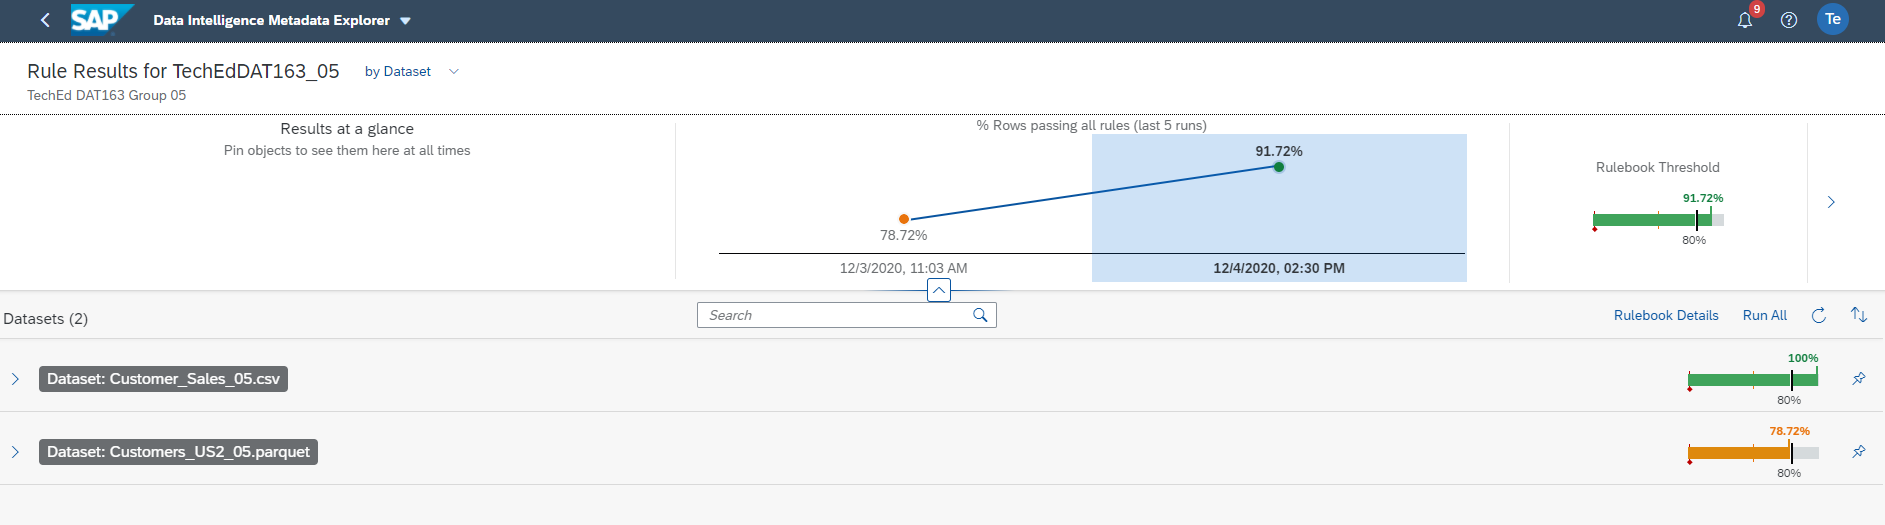 SAP
Data Intelligence Metadata Explorer
9
Te
Rule Results for TechEdDAT163_05
by Dataset
TechEd DAT163 Group 05
Results at a glance
Pin objects to see them here at all times
% Rows passing all rules (last 5 runs)
91.72%
78.72%
12/3/2020, 11:03 AM
12/4/2020, 02:30 PM
Rulebook Threshold
91.72%
80%
Datasets (2)
Search
Rulebook Details
Run All
Dataset: Customer_Sales_05.csv
100%
80%
Dataset: Customers_US2_05.parquet
78.72%
80%